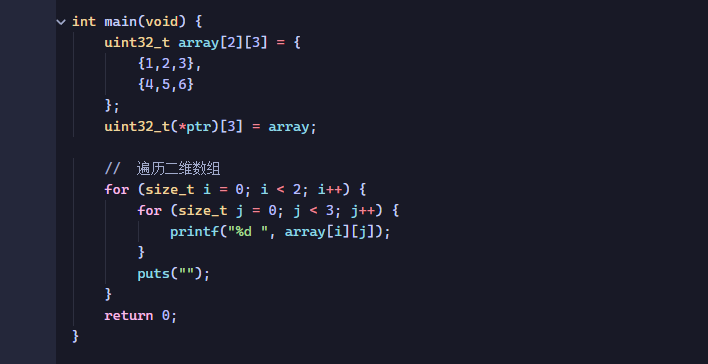 int main(void) {
    uint32_t array[2][3] = {
        {1,2,3},
        {4,5,6}
    };
    uint32_t(*ptr)[3] = array;
    //  遍历二维数组
    for (size_t i = 0; i < 2; i++) {
        for (size_t j = 0; j < 3; j++) {
            printf("%d ", array[i][j]);
        }
        puts("");
    }
    return 0;
}